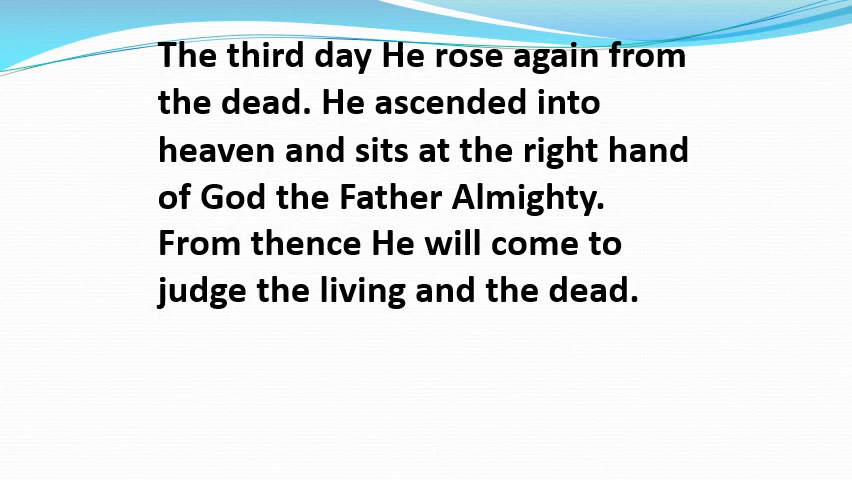 The third day He rose again from
the dead. He ascended into
heaven and sits at the right hand
of God the Father Almighty.
From thence He will come to
judge the living and the dead.